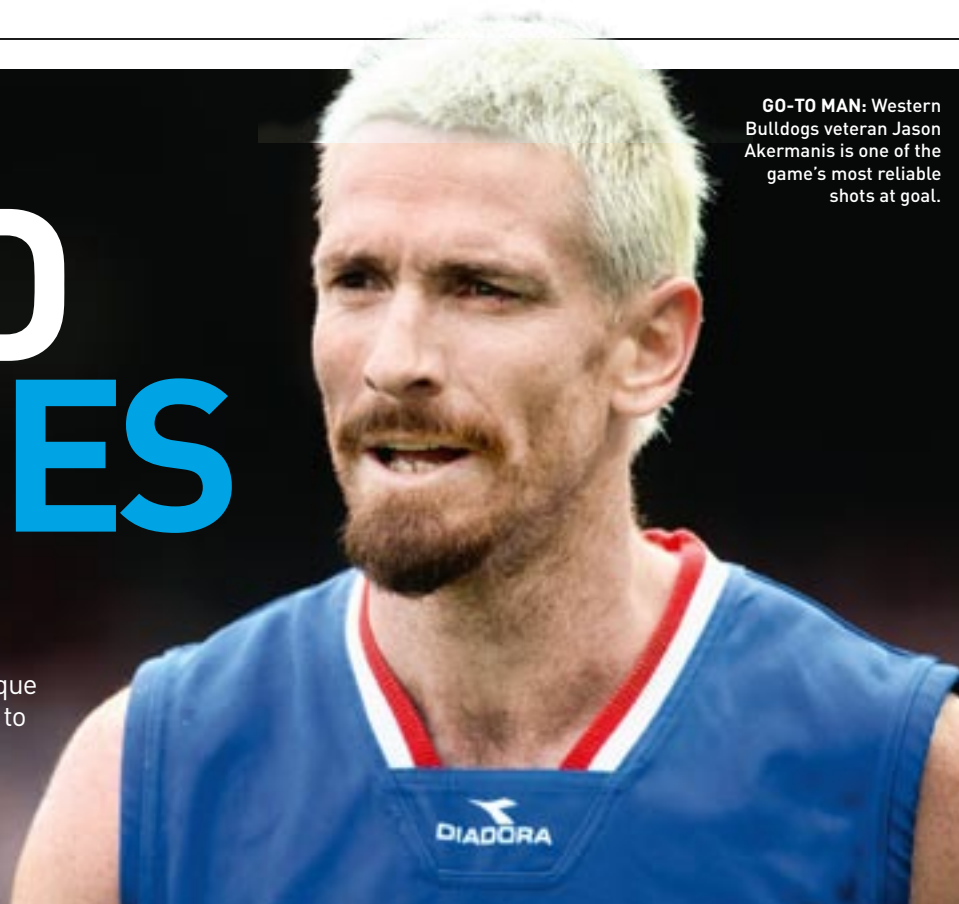 GO-TO MAN: Western
Bulldogs veteran Jason
Akermanis is one of the
game's most reliable
shots at goal.
O
ES
que
to
DIADORA